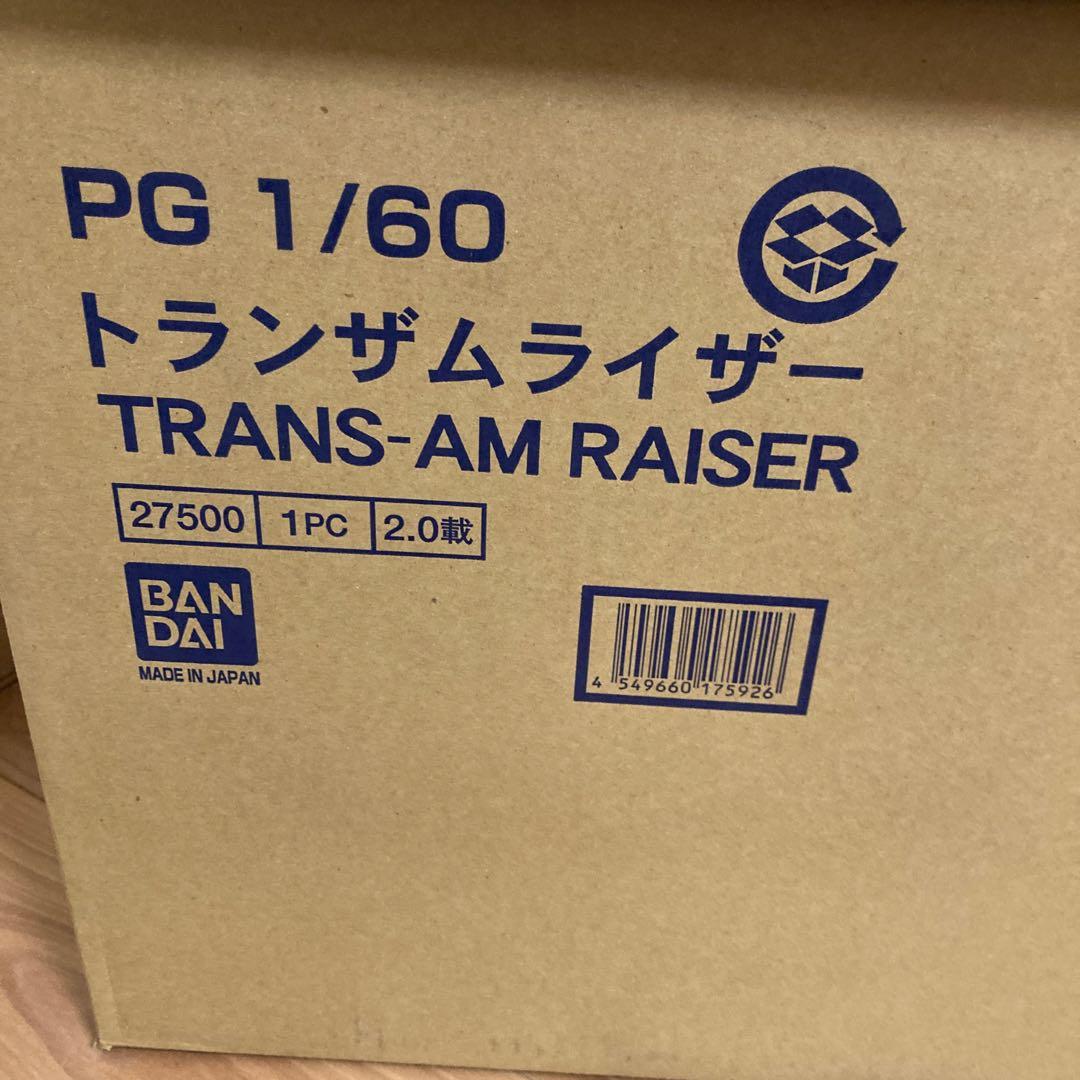 PG 1/60
トランザムライザー
TRANS-AM RAISER
27500 1PC 2.0載
BAN
DAI
MADE IN JAPAN
4 549660 175926